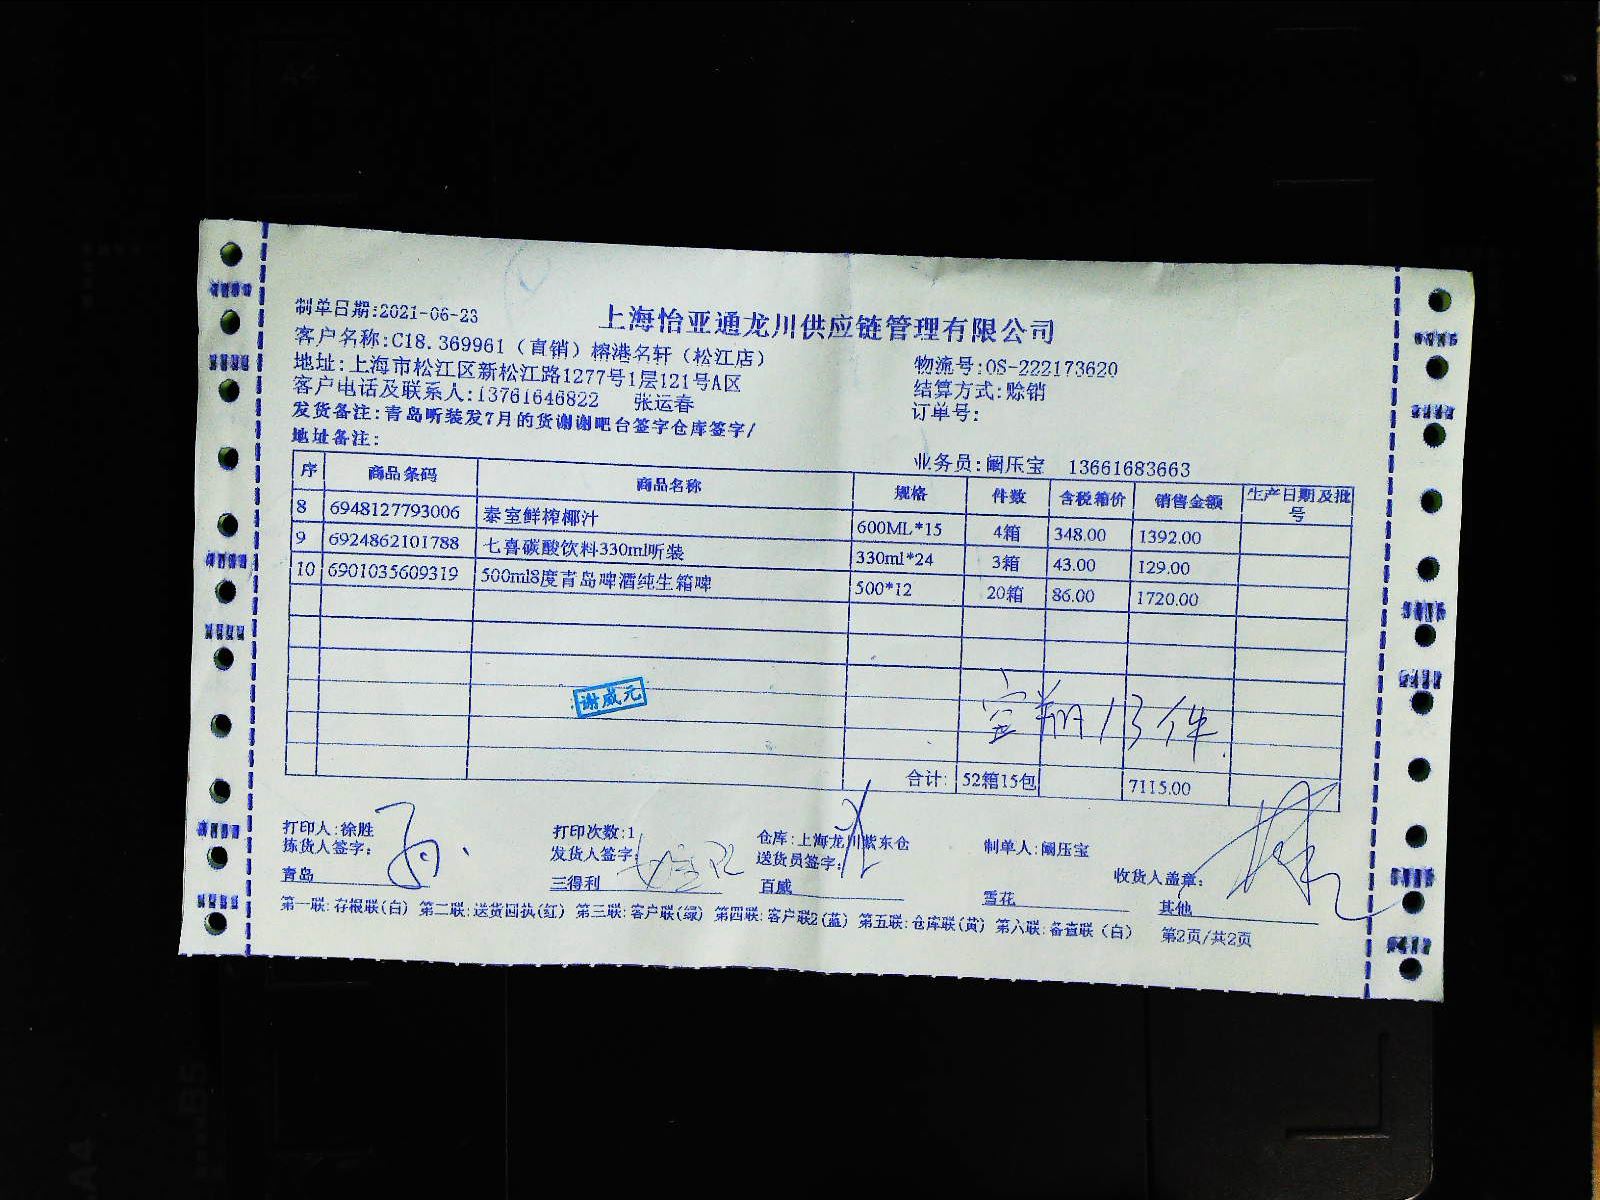 上海怡亚通龙川供应链管理有限公司
制单日期:2021-06-23
客户名称:C18.369961（直销）榕港名轩（松江店）
物流号:OS-222173620
地址:上海市松江区新松江路1277号1层121号A区
结算方式:赊销
客户电话及联系人:13761646822 张运春
订单号:
发货备注:青岛听装发7月的货谢谢吧台签字仓库签字/
地址备注:
业务员:阚压宝 13661683663
序 商品条码 商品名称 规格 件数 含税箱价 销售金额 生产日期及批号
8 6948127793006 泰室鲜榨椰汁 600ML*15 4箱 348.00 1392.00
9 6924862101788 七喜碳酸饮料330ml听装 330ml*24 3箱 43.00 129.00
10 6901035609319 500ml8度青岛啤酒纯生箱啤 500*12 20箱 86.00 1720.00
谢威元
13件
合计: 52箱15包 7115.00
打印人:徐胜 打印次数:1 仓库:上海龙川紫东仓 制单人:阚压宝
拣货人签字: 发货人签字: 送货员签字: 收货人盖章:
青岛 三得利 百威 雪花 其他
第一联:存根联(白) 第二联:送货回执(红) 第三联:客户联(绿) 第四联:客户联2(蓝) 第五联:仓库联(黄) 第六联:备查联（白） 第2页/共2页